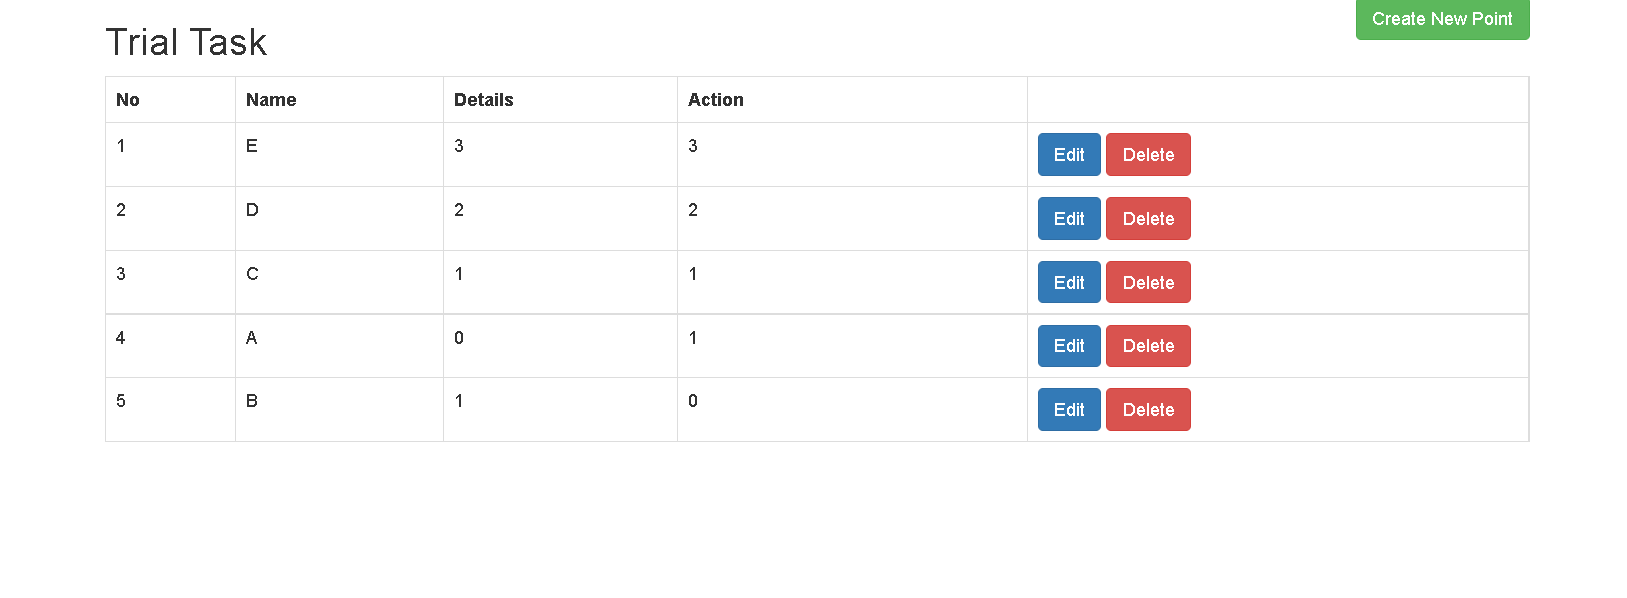 Create New Point
Trial Task
No Name Details Action
1 E 3 3 Edit Delete
2 D 2 2 Edit Delete
3 C 1 1 Edit Delete
4 A 0 1 Edit Delete
5 B 1 0 Edit Delete